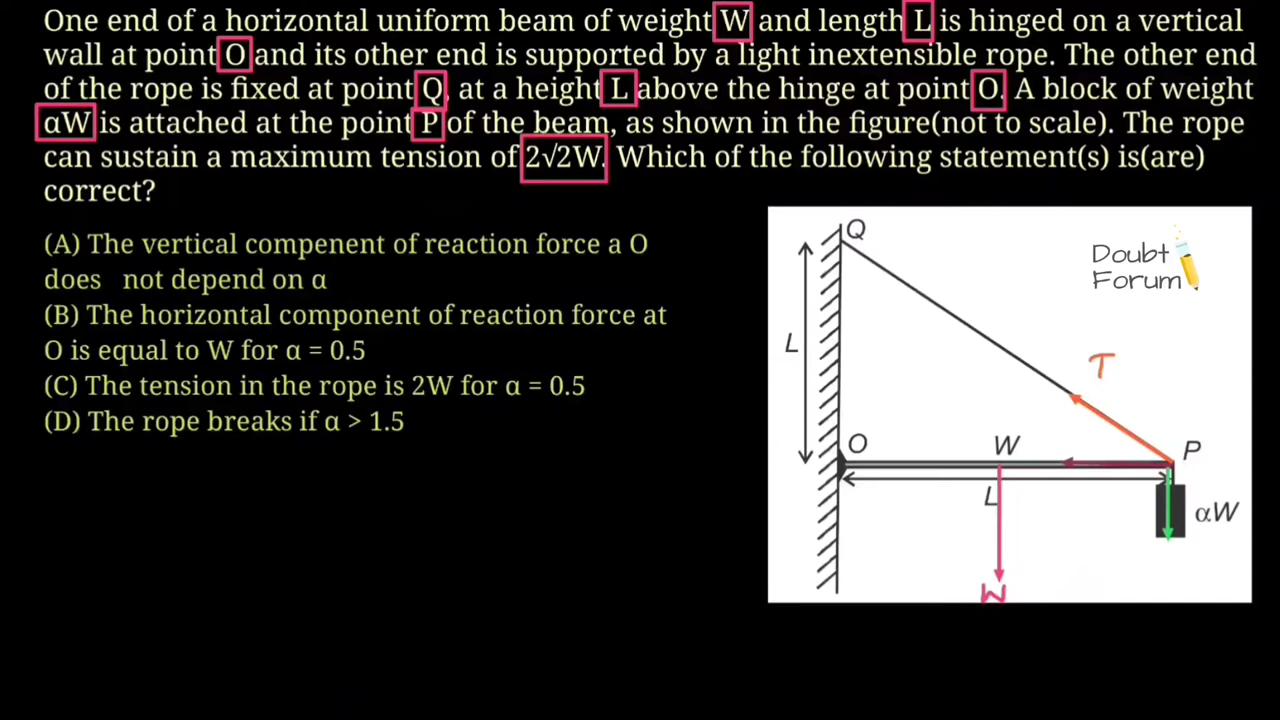 One end of a horizontal uniform beam of weight W and length L is hinged on a vertical
wall at point O and its other end is supported by a light inextensible rope. The other end
of the rope is fixed at point Q, at a height L above the hinge at point O. A block of weight
αW is attached at the point P of the beam, as shown in the figure(not to scale). The rope
can sustain a maximum tension of 2√2W. Which of the following statement(s) is(are)
correct?
(A) The vertical compenent of reaction force a O
does not depend on α
(B) The horizontal component of reaction force at
O is equal to W for α = 0.5
(C) The tension in the rope is 2W for α = 0.5
(D) The rope breaks if α > 1.5
Q
Doubt
Forum
L
T
O
W
P
L
αW
W